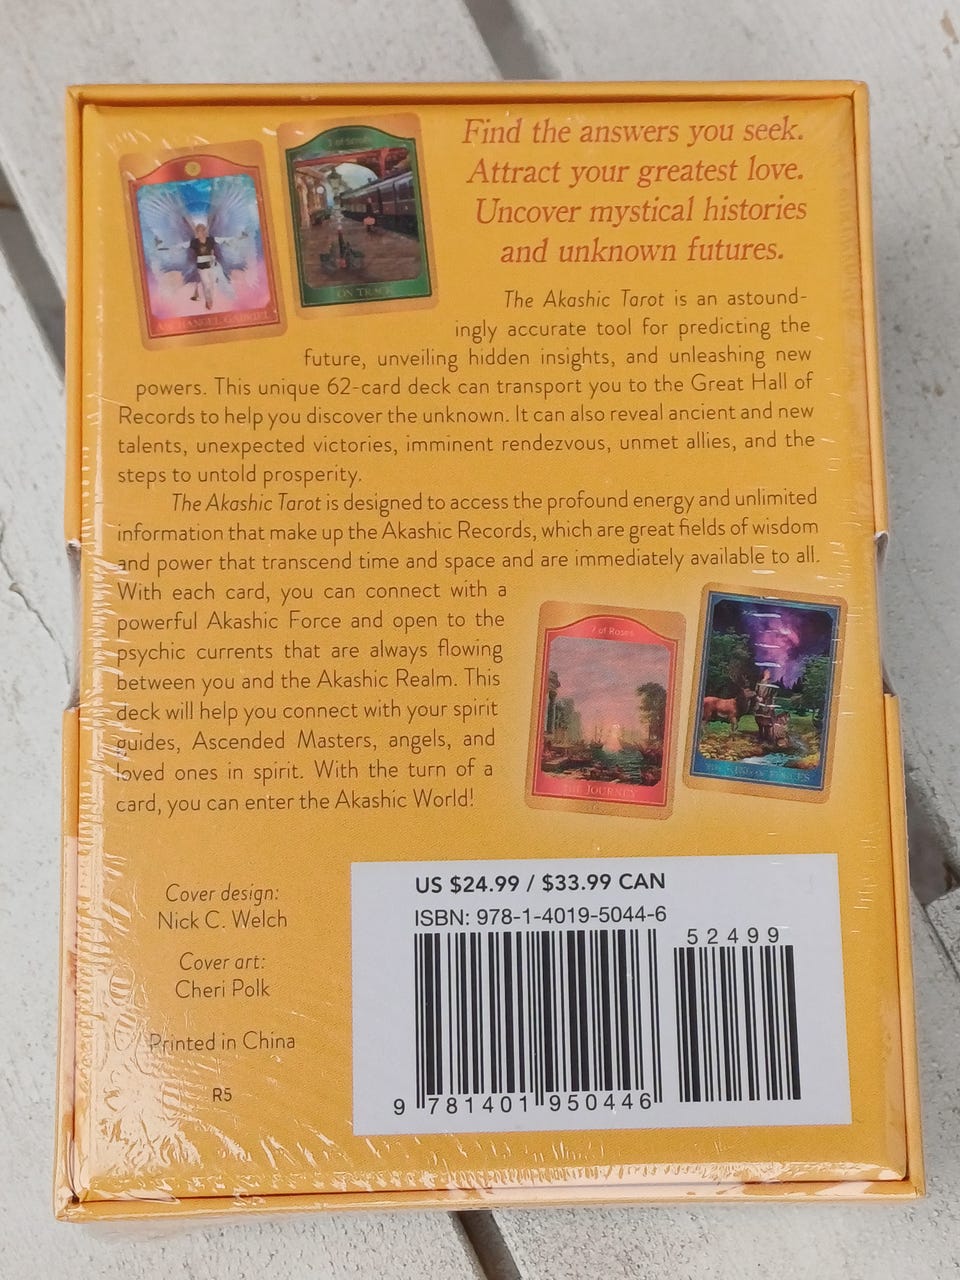 Find the answers you seek.
Attract your greatest love.
Uncover mystical histories
and unknown futures.
ARCHANGEL GABRIEL
ON TRACK
The Akashic Tarot is an astound-
ingly accurate tool for predicting the
future, unveiling hidden insights, and unleashing new
powers. This unique 62-card deck can transport you to the Great Hall of
Records to help you discover the unknown. It can also reveal ancient and new
talents, unexpected victories, imminent rendezvous, unmet allies, and the
steps to untold prosperity.
The Akashic Tarot is designed to access the profound energy and unlimited
information that make up the Akashic Records, which are great fields of wisdom
and power that transcend time and space and are immediately available to all.
With each card, you can connect with a
powerful Akashic Force and open to the
psychic currents that are always flowing
between you and the Akashic Realm. This
deck will help you connect with your spirit
guides, Ascended Masters, angels, and
loved ones in spirit. With the turn of a
card, you can enter the Akashic World!
7 of Roses
THE JOURNEY
Cover design:
Nick C. Welch
Cover art:
Cheri Polk
Printed in China
R5
US $24.99 / $33.99 CAN
ISBN: 978-1-4019-5044-6
52499
9 781401 950446